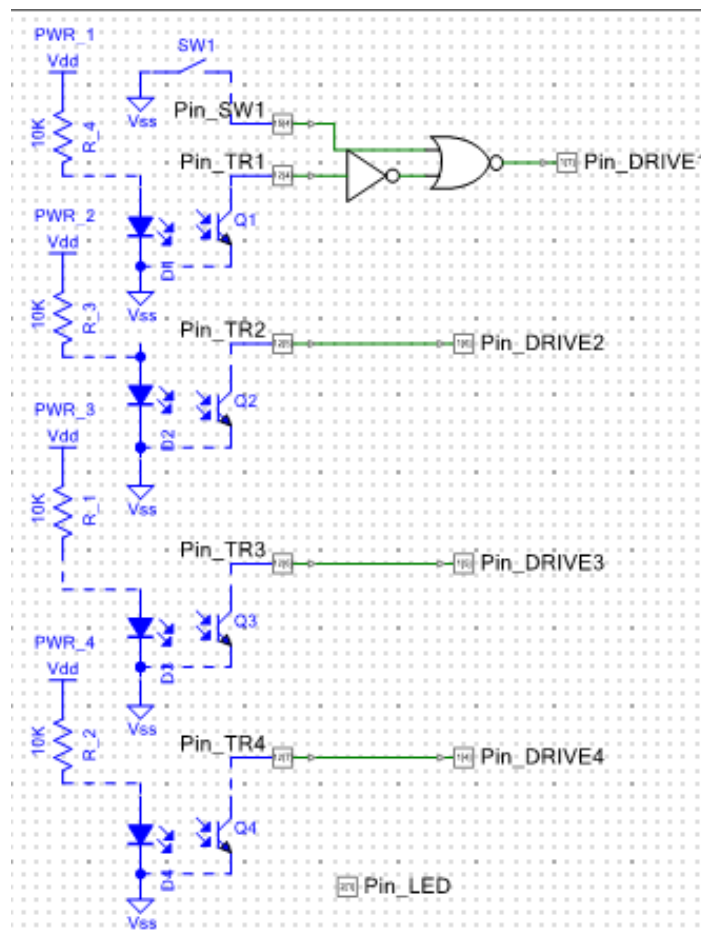 PWR_1
Vdd
SW1
10K
R_4
Vss
Pin_SW1
Pin_TR1
Pin_DRIVE1
PWR_2
Vdd
Q1
D1
10K
R_3
Vss
Pin_TR2
Pin_DRIVE2
PWR_3
Vdd
Q2
D2
10K
R_1
Vss
Pin_TR3
Pin_DRIVE3
PWR_4
Vdd
Q3
D3
10K
R_2
Vss
Pin_TR4
Pin_DRIVE4
Q4
D4
Pin_LED
Vss